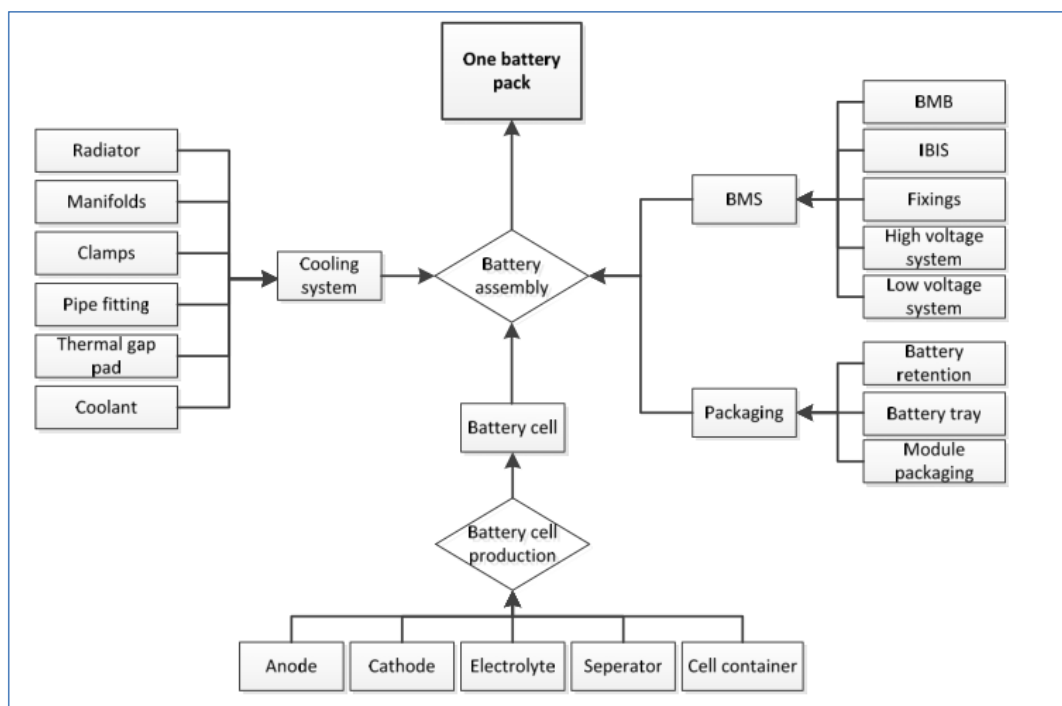 One battery
pack
Radiator
Manifolds
Clamps
Pipe fitting
Thermal gap
pad
Coolant
Cooling
system
Battery
assembly
BMS
BMB
IBIS
Fixings
High voltage
system
Low voltage
system
Packaging
Battery
retention
Battery tray
Module
packaging
Battery cell
Battery cell
production
Anode
Cathode
Electrolyte
Seperator
Cell container